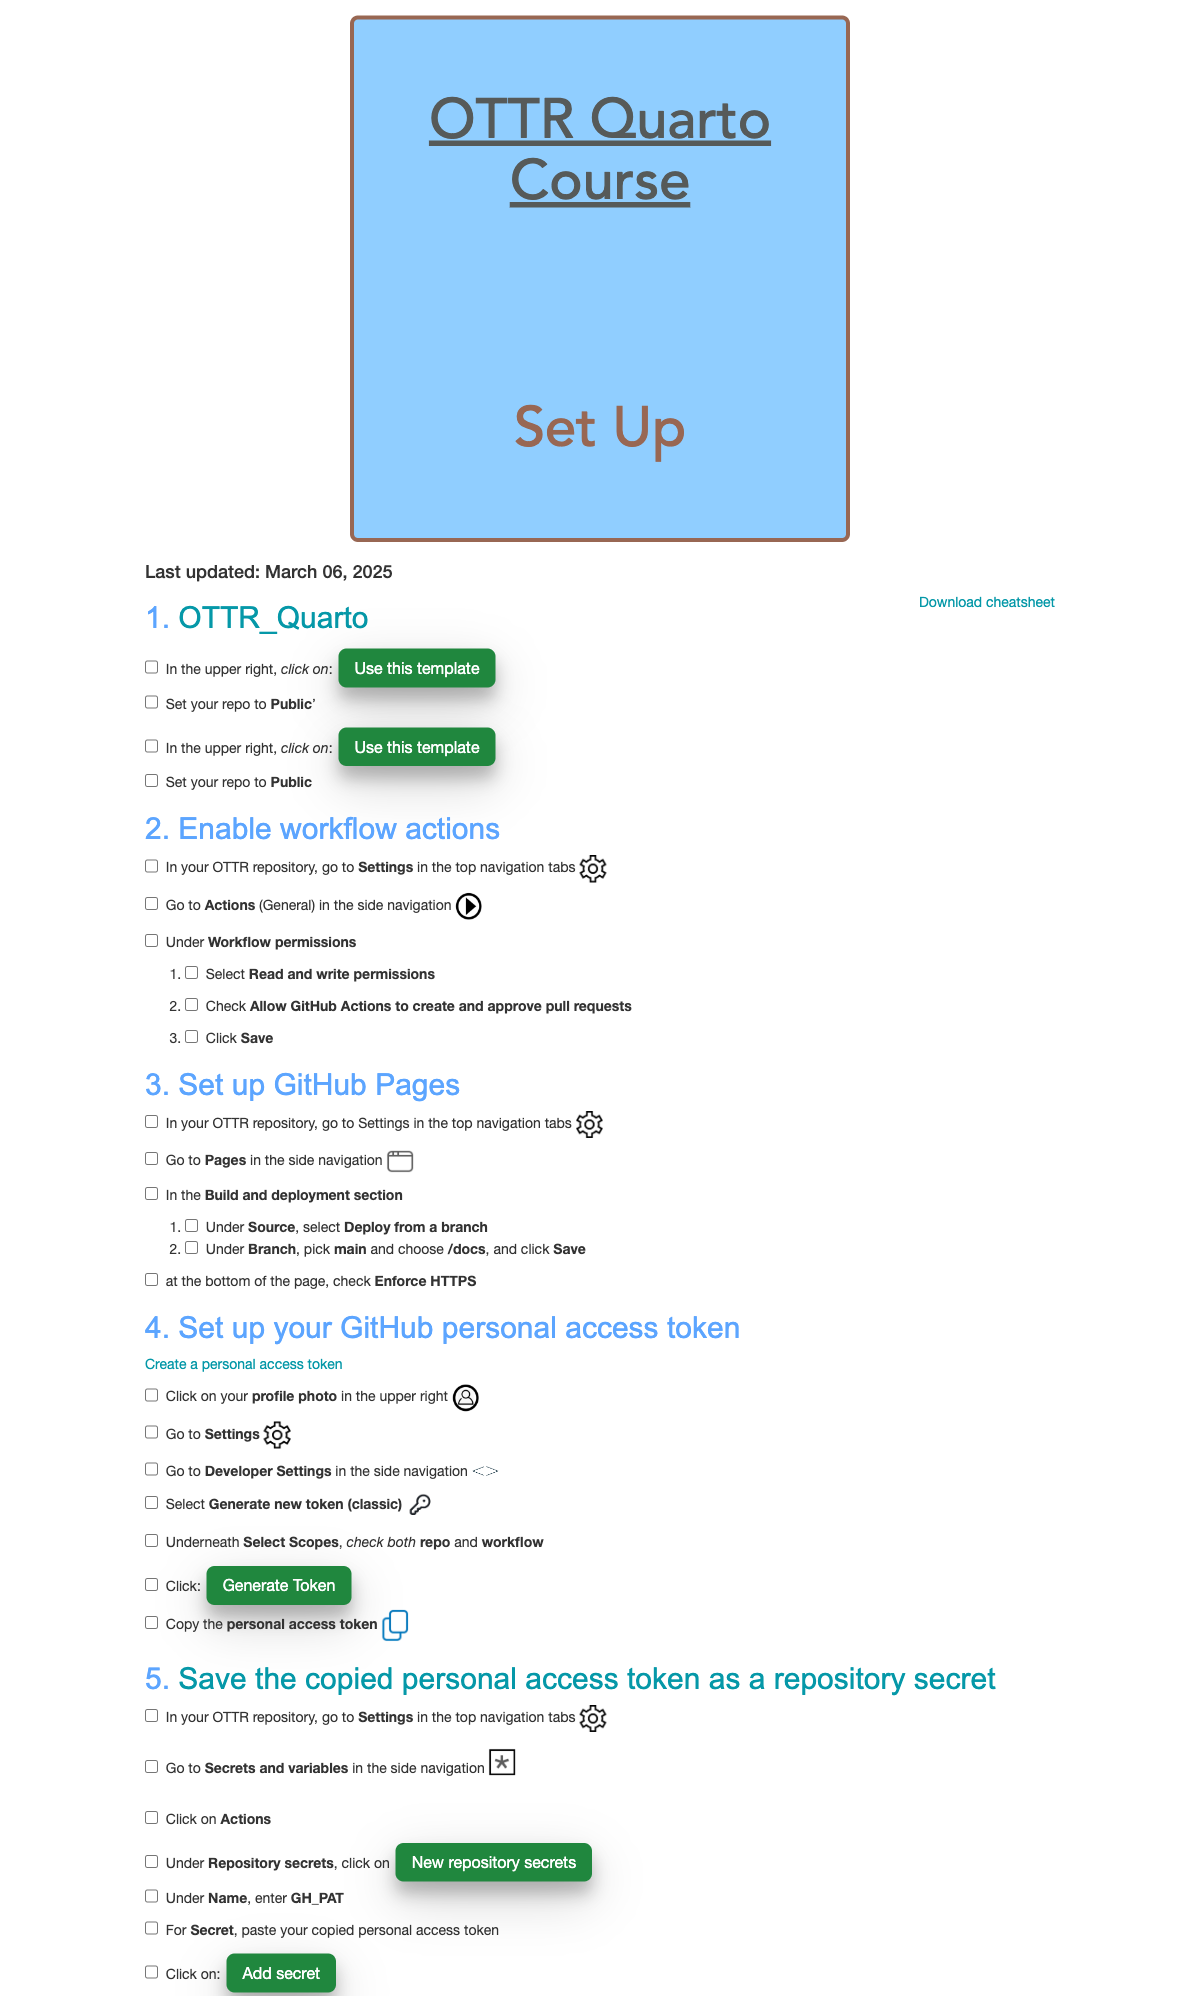 OTTR Quarto
Course
Set Up
Last updated: March 06, 2025
Download cheatsheet
1. OTTR_Quarto
In the upper right, click on: Use this template
Set your repo to Public’
In the upper right, click on: Use this template
Set your repo to Public
2. Enable workflow actions
In your OTTR repository, go to Settings in the top navigation tabs
Go to Actions (General) in the side navigation
Under Workflow permissions
1. Select Read and write permissions
2. Check Allow GitHub Actions to create and approve pull requests
3. Click Save
3. Set up GitHub Pages
In your OTTR repository, go to Settings in the top navigation tabs
Go to Pages in the side navigation
In the Build and deployment section
1. Under Source, select Deploy from a branch
2. Under Branch, pick main and choose /docs, and click Save
at the bottom of the page, check Enforce HTTPS
4. Set up your GitHub personal access token
Create a personal access token
Click on your profile photo in the upper right
Go to Settings
Go to Developer Settings in the side navigation <>
Select Generate new token (classic)
Underneath Select Scopes, check both repo and workflow
Click: Generate Token
Copy the personal access token
5. Save the copied personal access token as a repository secret
In your OTTR repository, go to Settings in the top navigation tabs
Go to Secrets and variables in the side navigation
Click on Actions
Under Repository secrets, click on New repository secrets
Under Name, enter GH_PAT
For Secret, paste your copied personal access token
Click on: Add secret